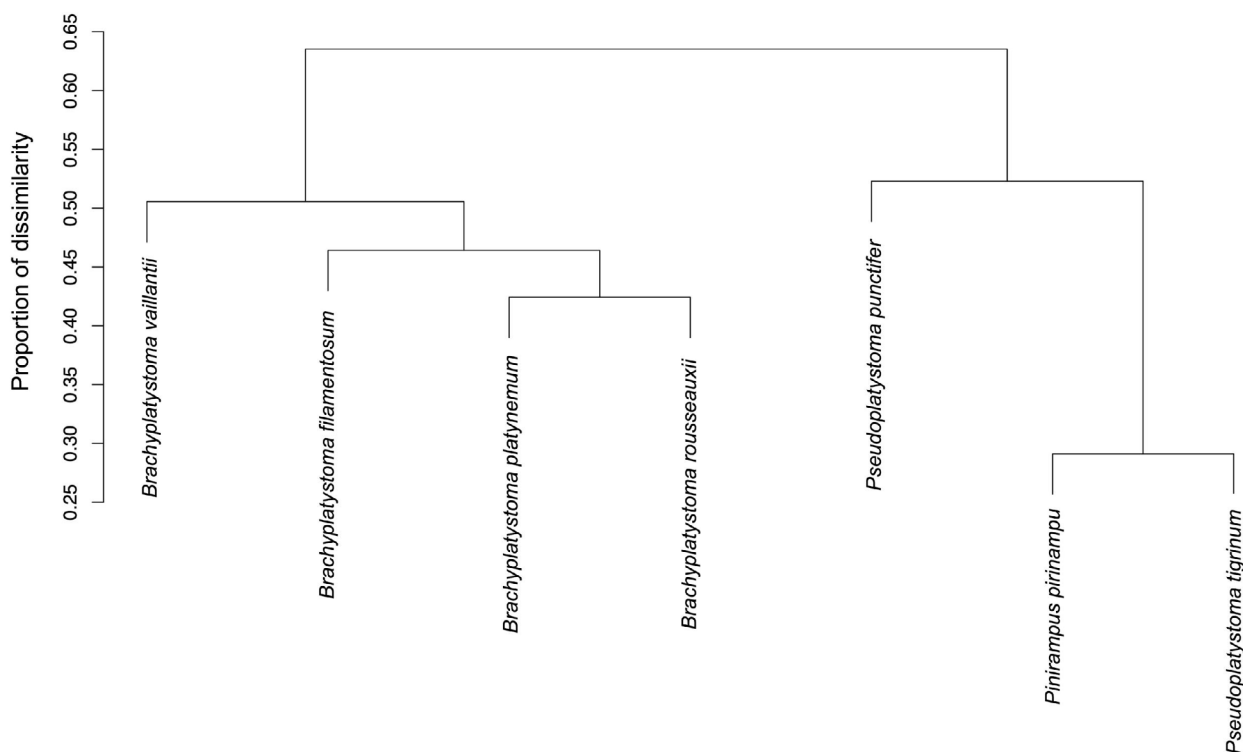 Proportion of dissimilarity
0.65
0.60
0.55
0.50
0.45
0.40
0.35
0.30
0.25
Brachyplatystoma vaillantii
Brachyplatystoma filamentosum
Brachyplatystoma platynemum
Brachyplatystoma rousseauxii
Pseudoplatystoma punctifer
Pinirampus pirinampu
Pseudoplatystoma tigrinum